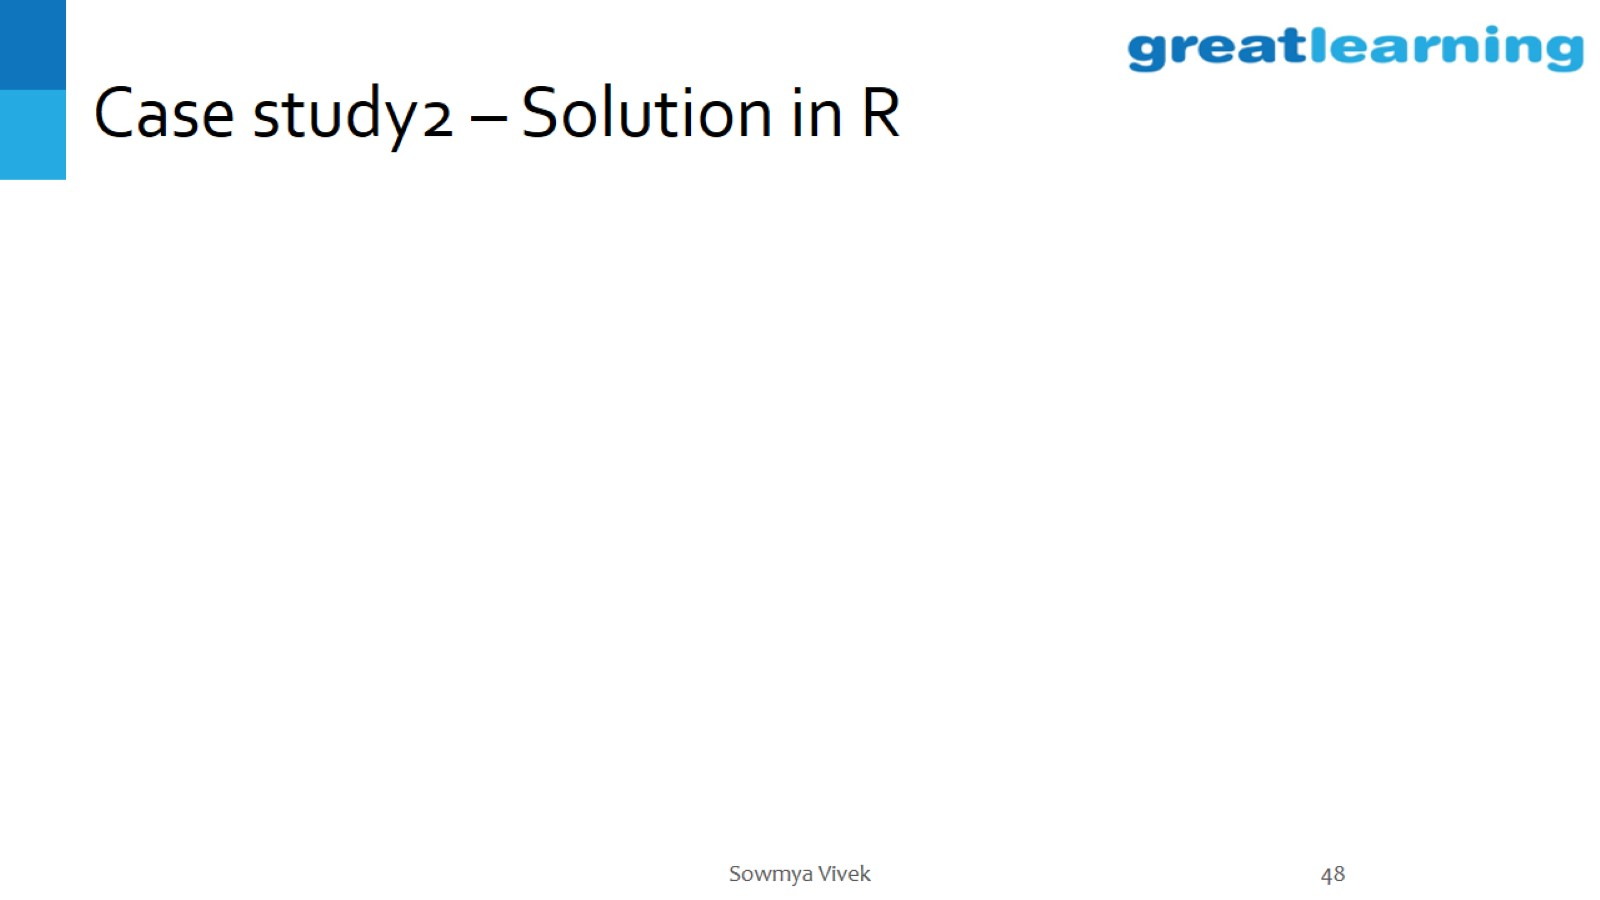 greatlearning
Case study2 – Solution in R
Sowmya Vivek
48